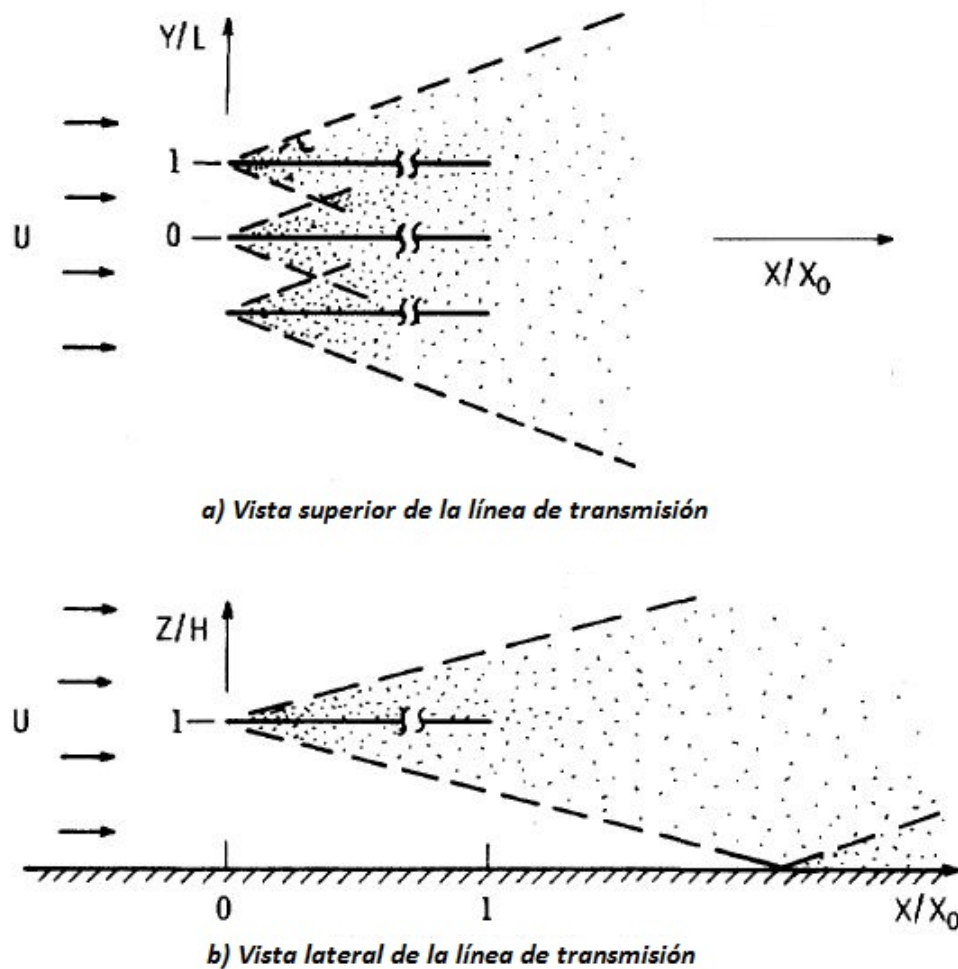 Y/L
1
0
U
X/X₀
a) Vista superior de la línea de transmisión
Z/H
1
U
0
1
X/X₀
b) Vista lateral de la línea de transmisión